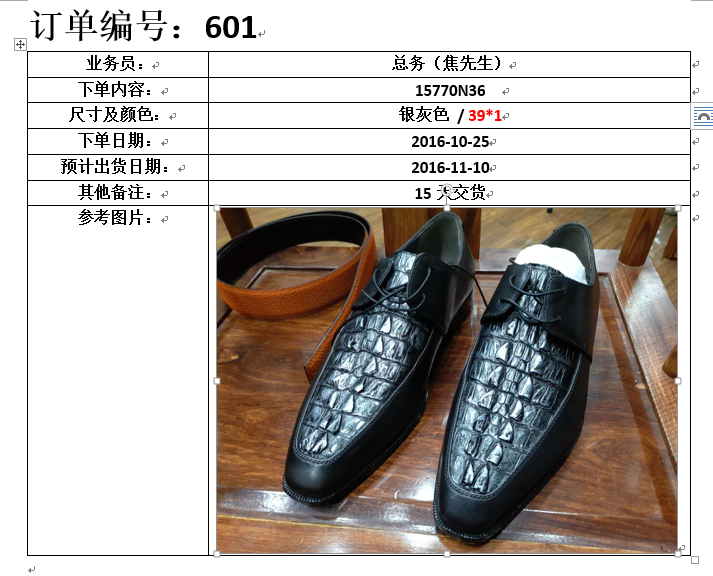 订单编号：601
业务员： 总务（焦先生）
下单内容： 15770N36
尺寸及颜色： 银灰色 / 39*1
下单日期： 2016-10-25
预计出货日期： 2016-11-10
其他备注： 15 天交货
参考图片：